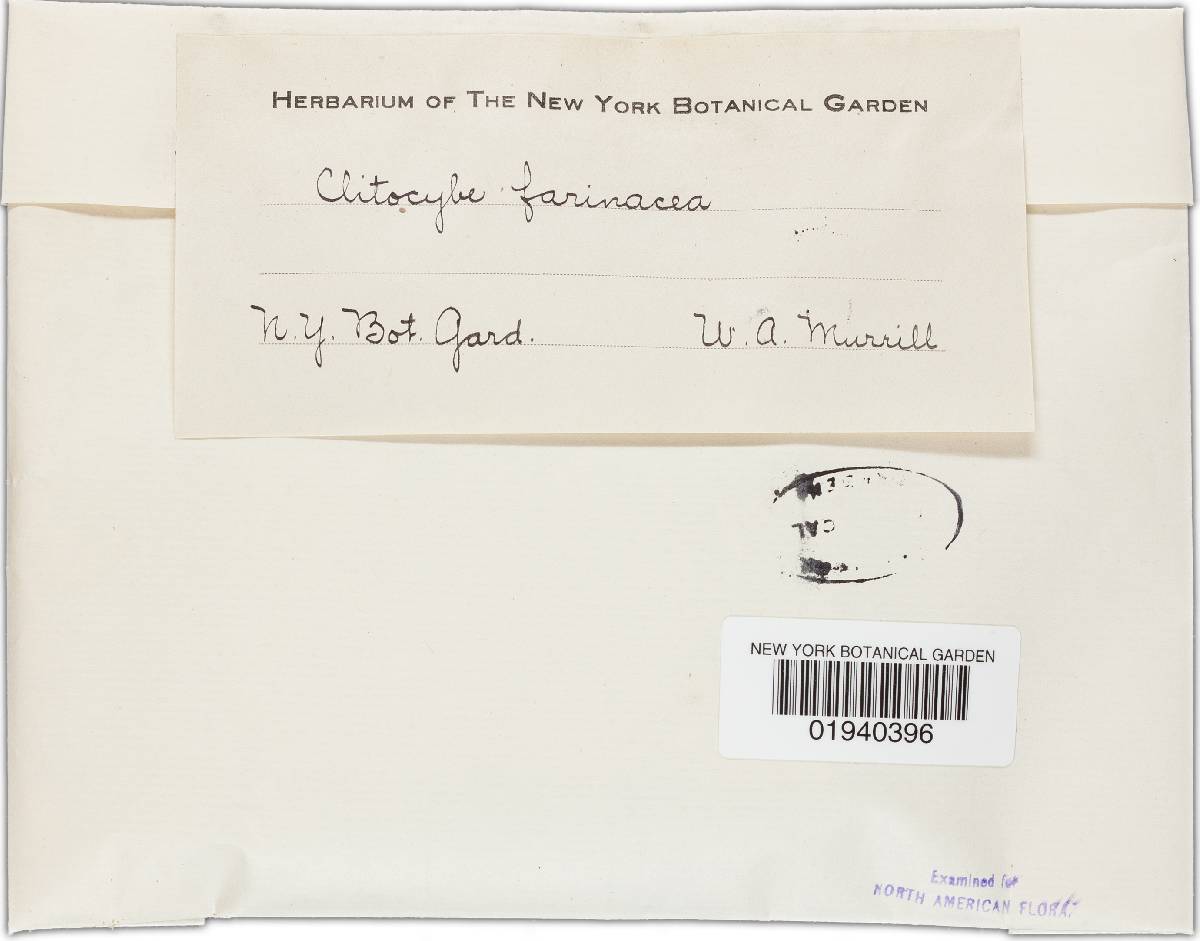 HERBARIUM OF THE NEW YORK BOTANICAL GARDEN
Clitocybe farinacea
N.Y. Bot. Gard. W. A. Murrill
CAL
NEW YORK BOTANICAL GARDEN
01940396
Examined for
NORTH AMERICAN FLORA